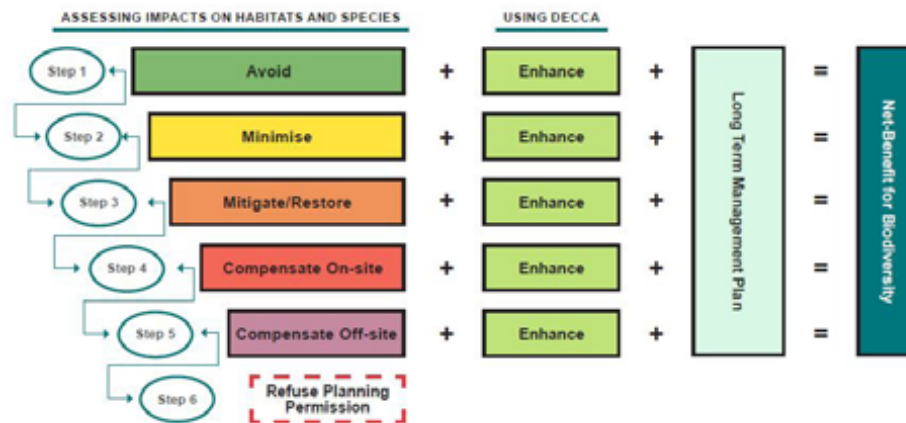 ASSESSING IMPACTS ON HABITATS AND SPECIES
USING DECCA
Step 1
Avoid
+
Enhance
+
=
Step 2
Minimise
+
Enhance
+
=
Step 3
Mitigate/Restore
+
Enhance
+
=
Step 4
Compensate On-site
+
Enhance
+
=
Step 5
Compensate Off-site
+
Enhance
+
=
Step 6
Refuse Planning
Permission
Long Term Management Plan
Net-Benefit for Biodiversity